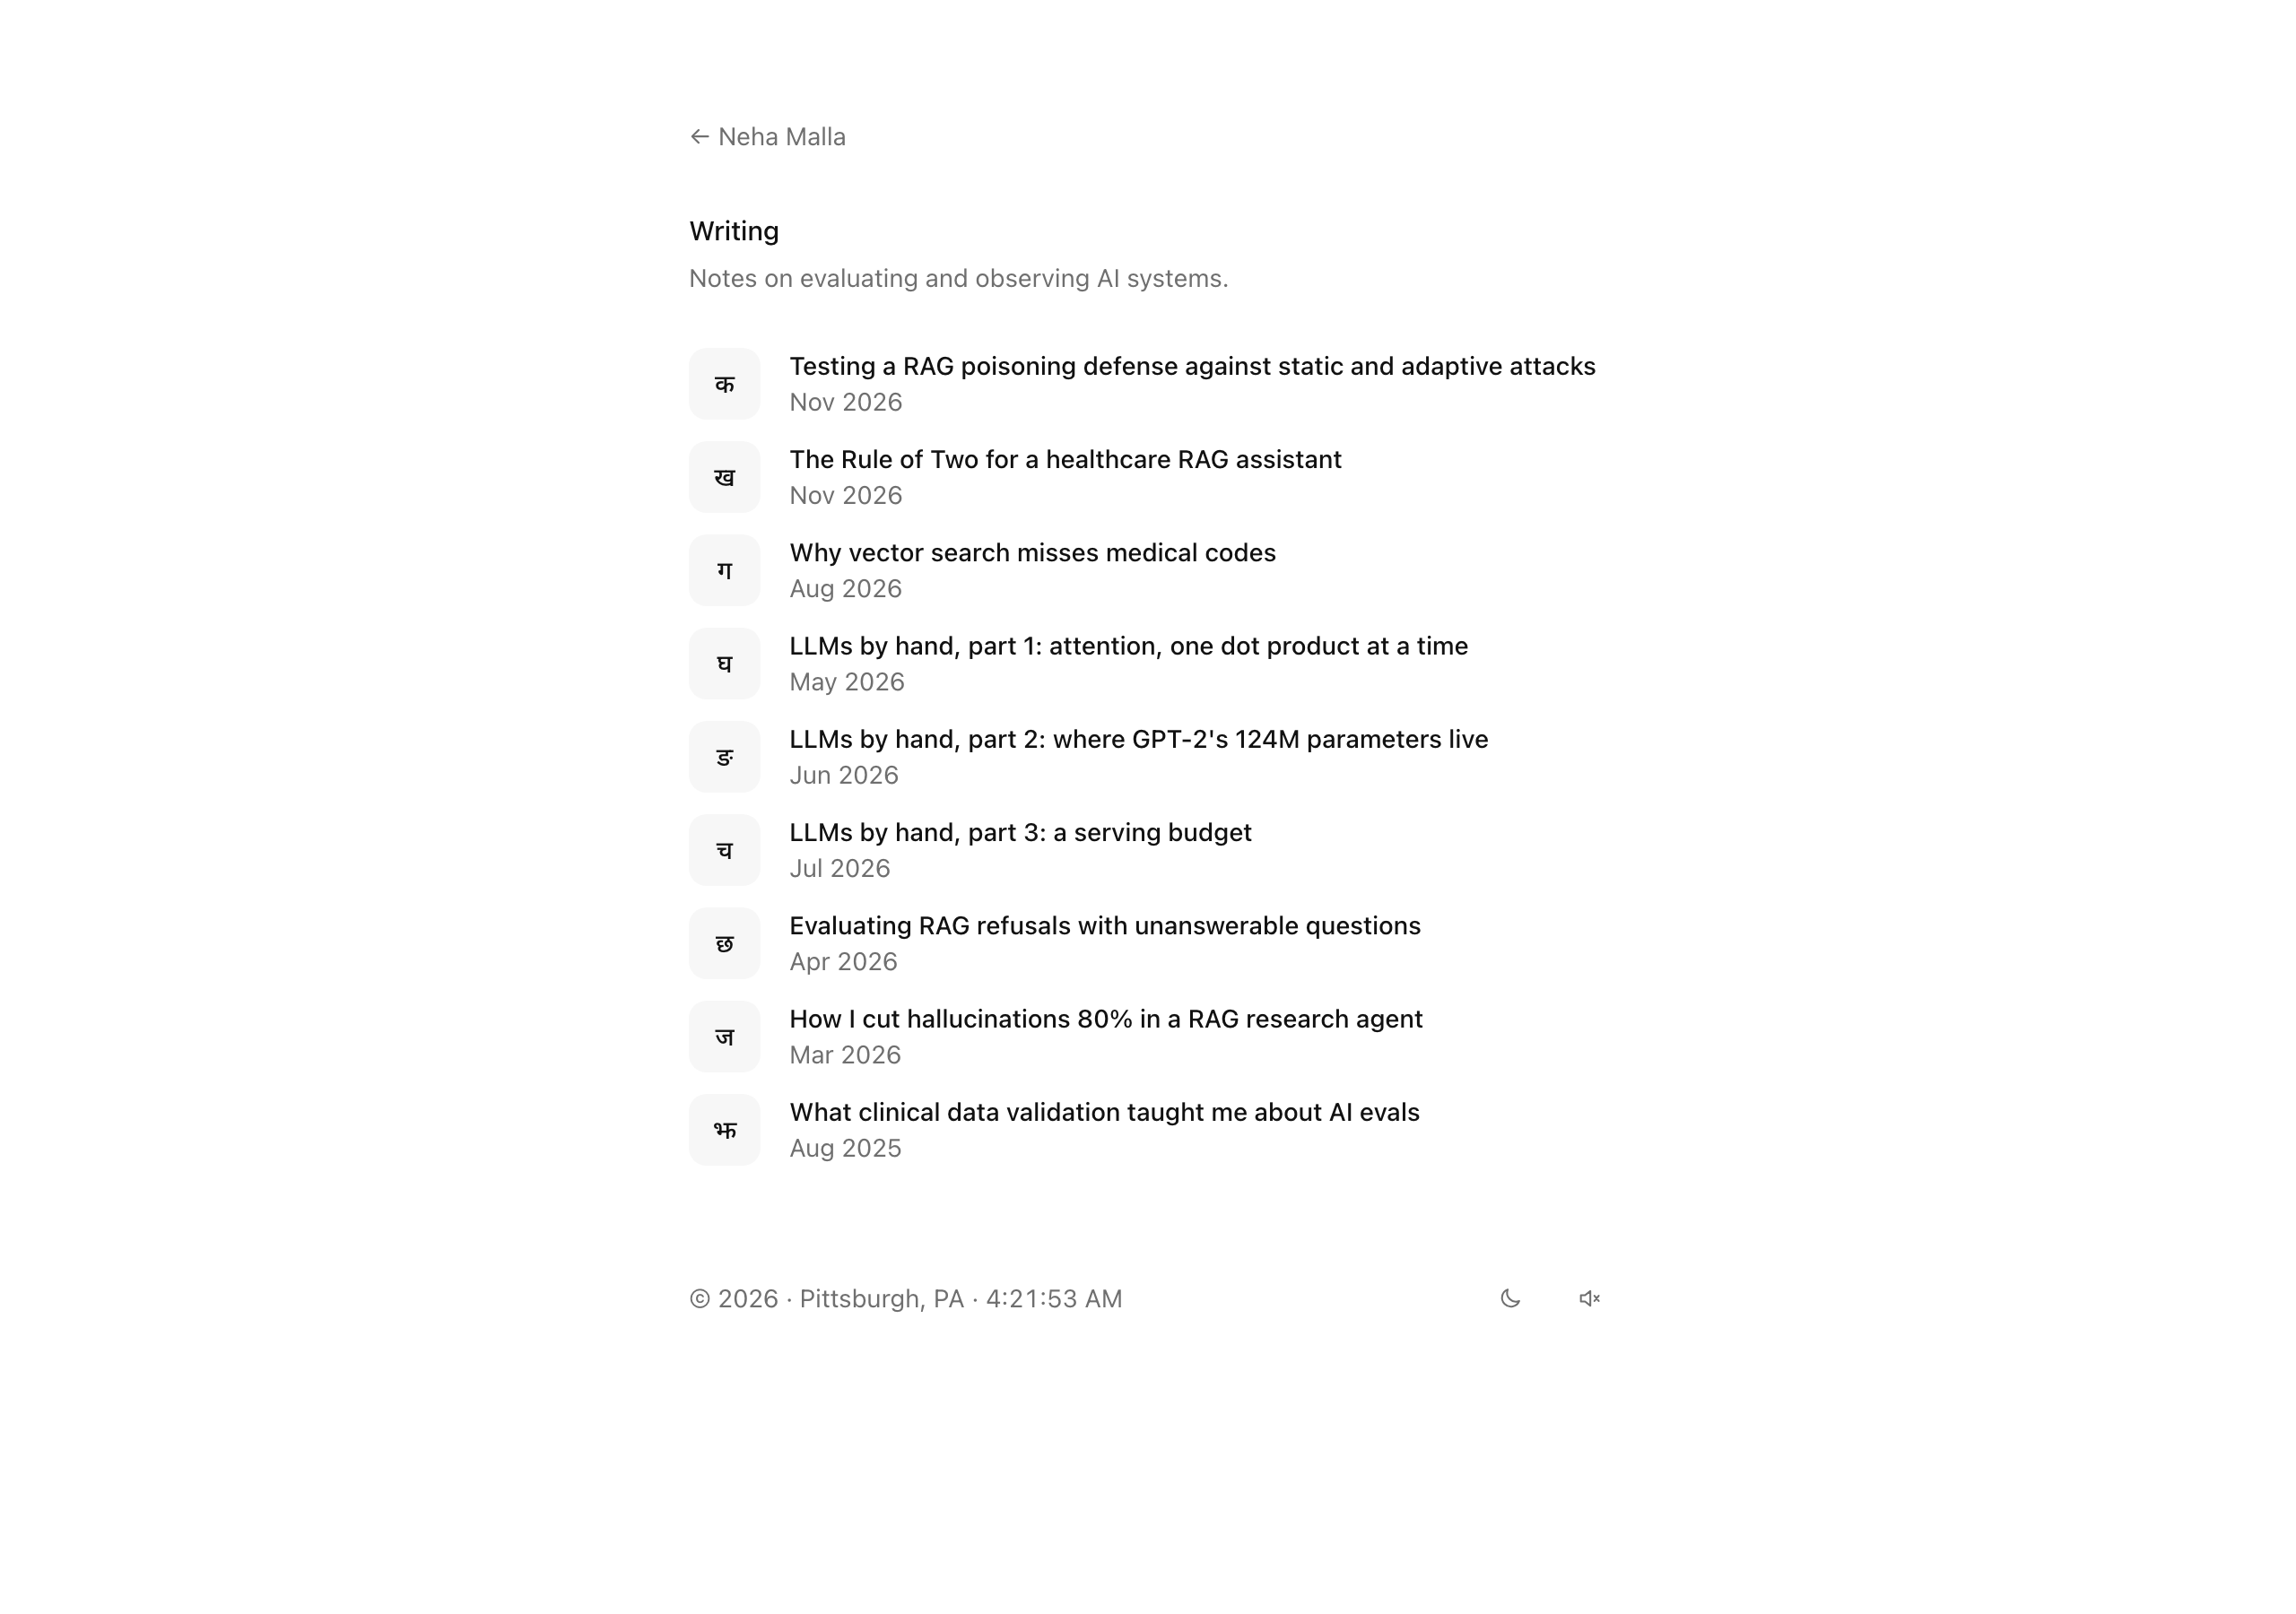 ← Neha Malla
Writing
Notes on evaluating and observing AI systems.
क
Testing a RAG poisoning defense against static and adaptive attacks
Nov 2026
ख
The Rule of Two for a healthcare RAG assistant
Nov 2026
ग
Why vector search misses medical codes
Aug 2026
घ
LLMs by hand, part 1: attention, one dot product at a time
May 2026
ङ
LLMs by hand, part 2: where GPT-2's 124M parameters live
Jun 2026
च
LLMs by hand, part 3: a serving budget
Jul 2026
छ
Evaluating RAG refusals with unanswerable questions
Apr 2026
ज
How I cut hallucinations 80% in a RAG research agent
Mar 2026
झ
What clinical data validation taught me about AI evals
Aug 2025
© 2026 · Pittsburgh, PA · 4:21:53 AM